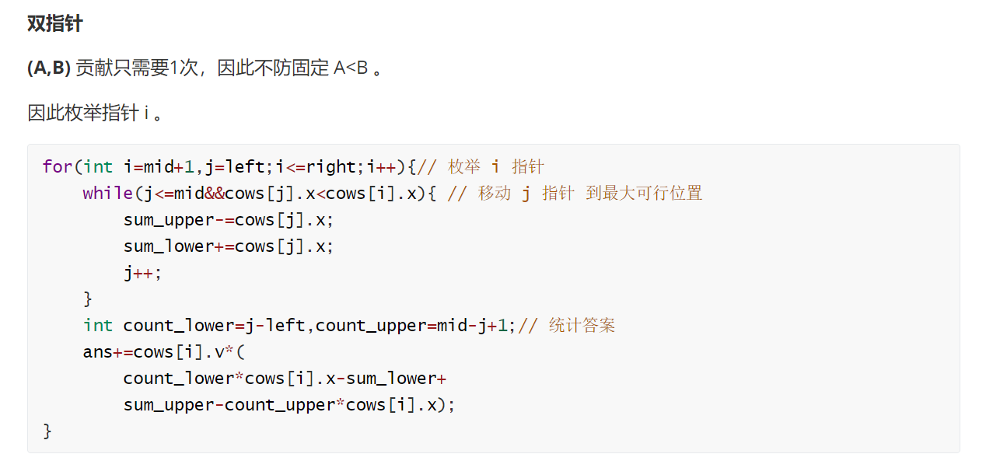 双指针
(A,B) 贡献只需要1次，因此不防固定 A<B 。
因此枚举指针 i 。
for(int i=mid+1,j=left;i<=right;i++){// 枚举 i 指针
    while(j<=mid&&cows[j].x<cows[i].x){ // 移动 j 指针 到最大可行位置
        sum_upper-=cows[j].x;
        sum_lower+=cows[j].x;
        j++;
    }
    int count_lower=j-left,count_upper=mid-j+1;// 统计答案
    ans+=cows[i].v*(
        count_lower*cows[i].x-sum_lower+
        sum_upper-count_upper*cows[i].x);
}